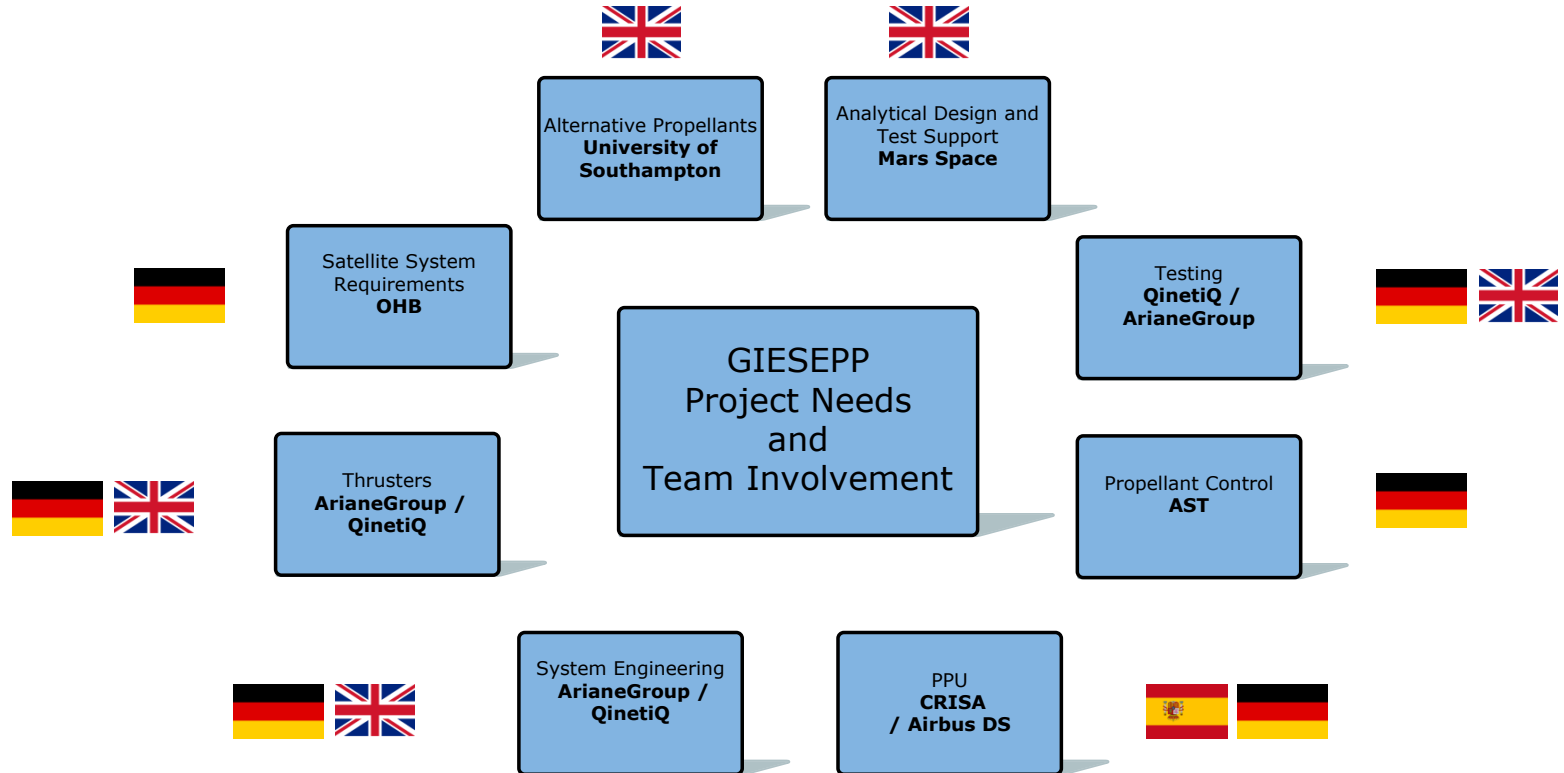 Alternative Propellants
University of
Southampton
Analytical Design and
Test Support
Mars Space
Satellite System
Requirements
OHB
Testing
QinetiQ /
ArianeGroup
GIESEPP
Project Needs
and
Team Involvement
Thrusters
ArianeGroup /
QinetiQ
Propellant Control
AST
System Engineering
ArianeGroup /
QinetiQ
PPU
CRISA
/ Airbus DS